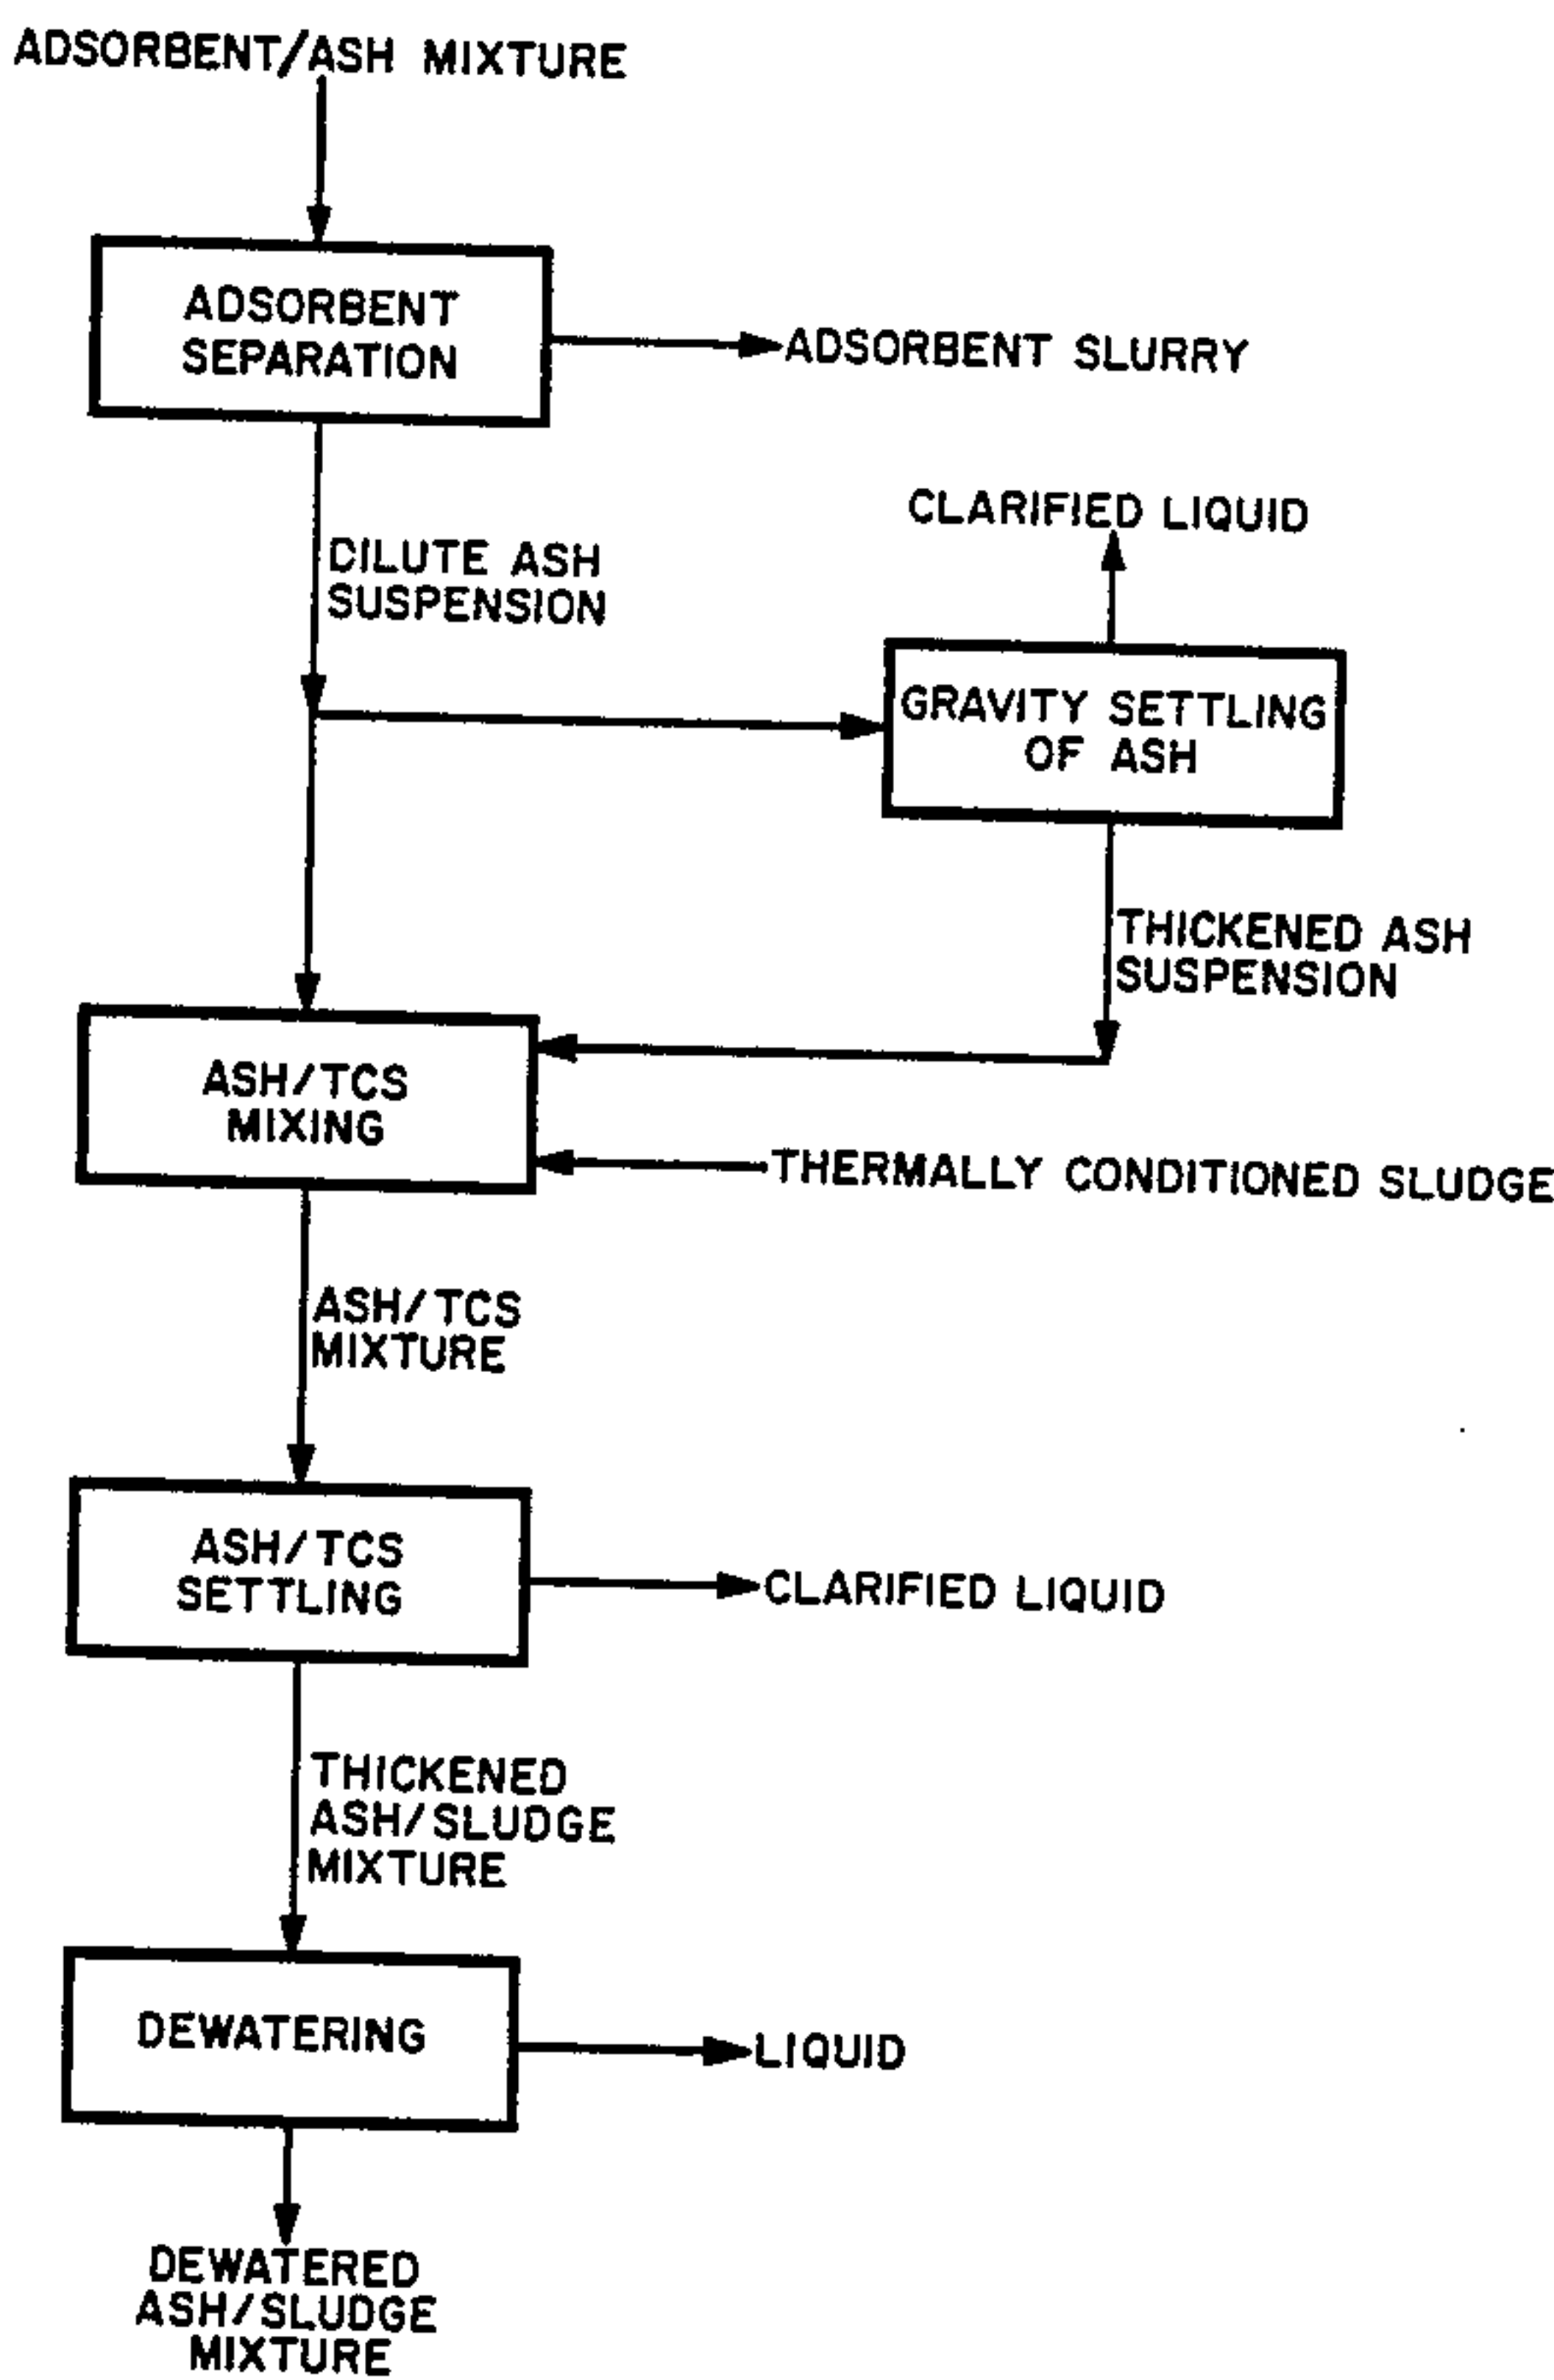 ADSORBENT/ASH MIXTURE
ADSORBENT
SEPARATION
ADSORBENT SLURRY
CLARIFIED LIQUID
DILUTE ASH
SUSPENSION
GRAVITY SETTLING
OF ASH
THICKENED ASH
SUSPENSION
ASH/TCS
MIXING
THERMALLY CONDITIONED SLUDGE
ASH/TCS
MIXTURE
ASH/TCS
SETTLING
CLARIFIED LIQUID
THICKENED
ASH/SLUDGE
MIXTURE
DEWATERING
LIQUID
DEWATERED
ASH/SLUDGE
MIXTURE